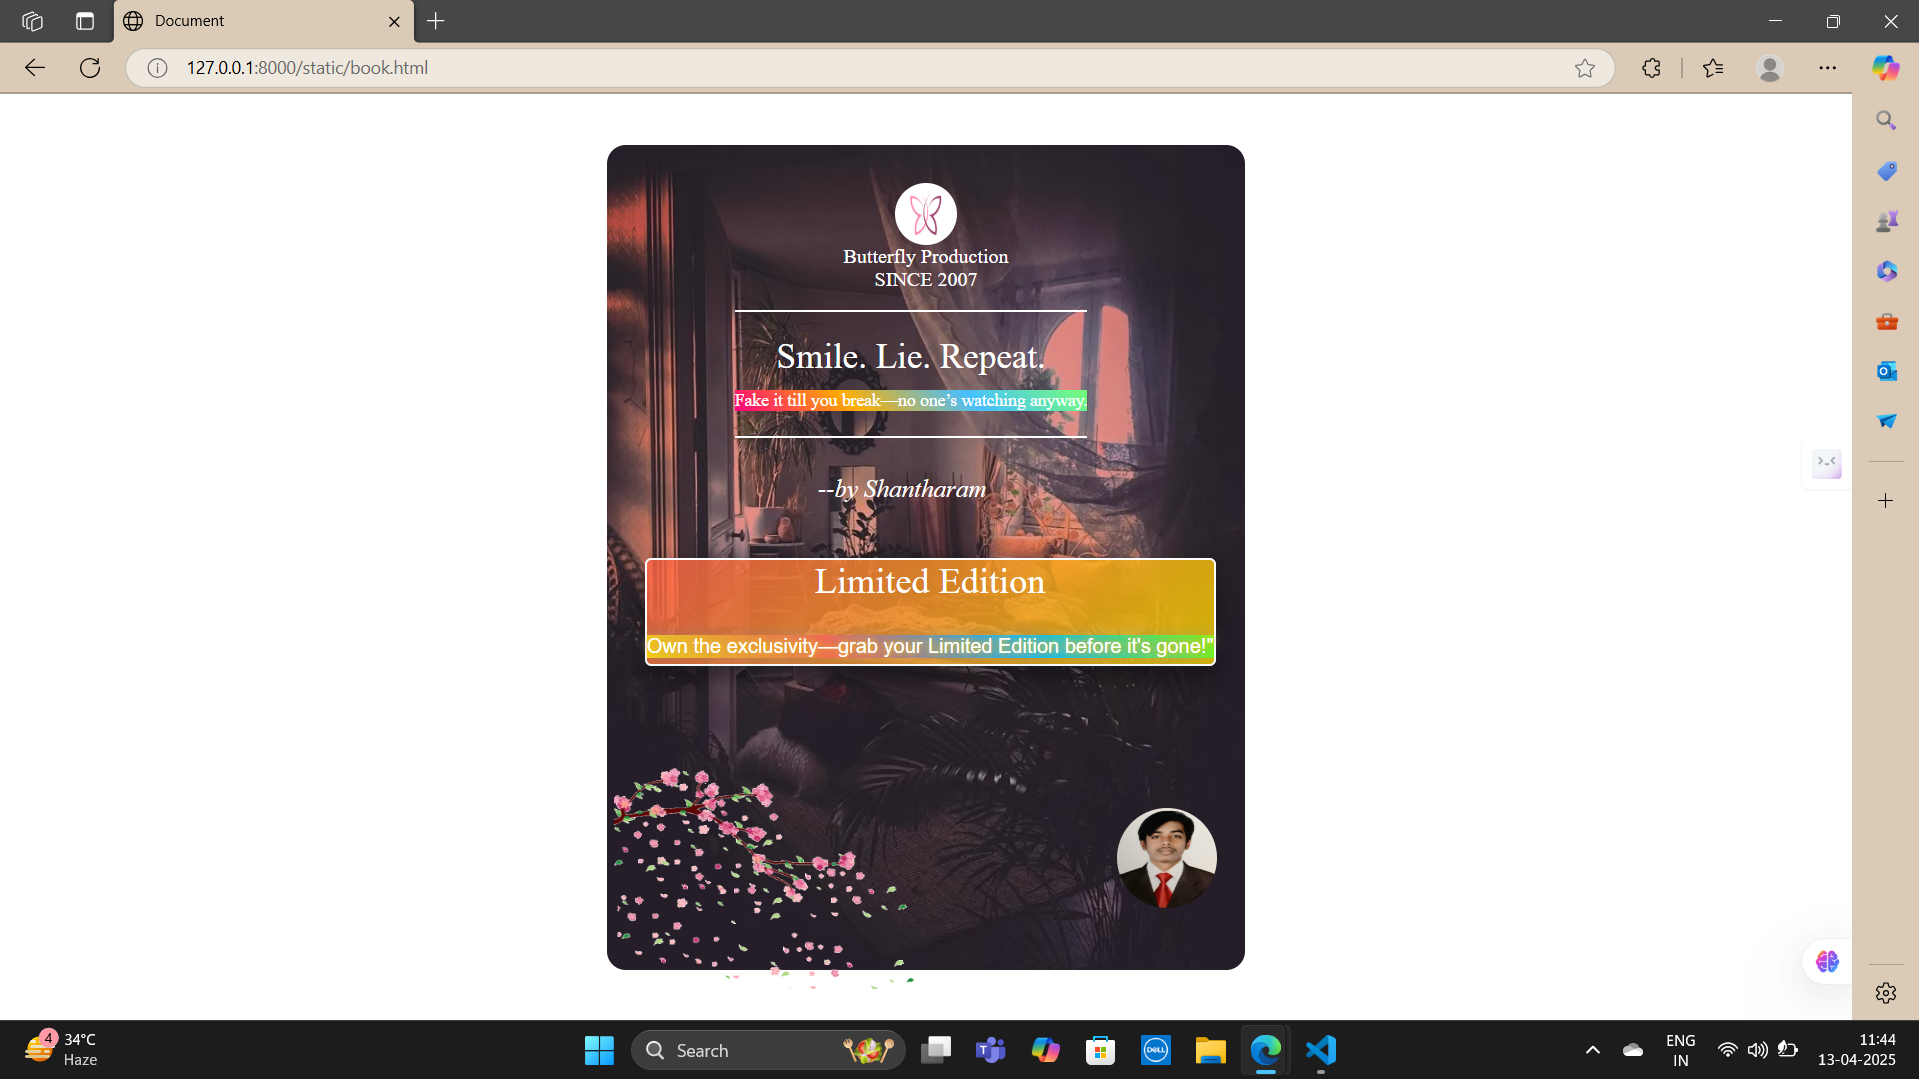 Document
127.0.0.1:8000/static/book.html
Butterfly Production
SINCE 2007
Smile. Lie. Repeat.
Fake it till you break—no one’s watching anyway.
--by Shantharam
Limited Edition
Own the exclusivity—grab your Limited Edition before it's gone!"
4
34°C
Haze
Search
DELL
ENG
IN
11:44
13-04-2025